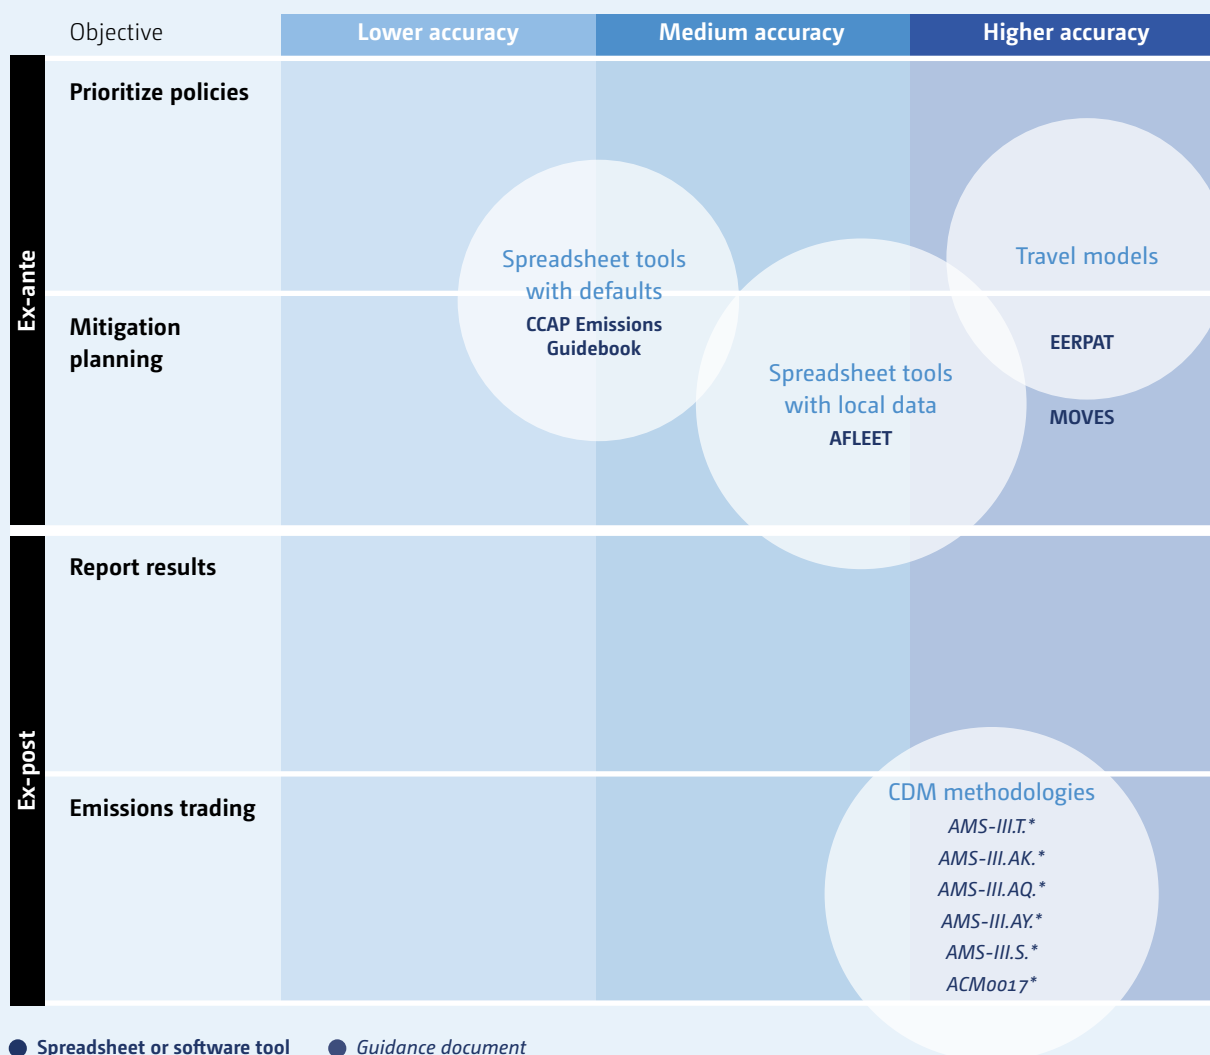 Objective
Lower accuracy
Medium accuracy
Higher accuracy
Ex-ante
Prioritize policies
Spreadsheet tools
with defaults
CCAP Emissions
Guidebook
Travel models
EERPAT
MOVES
Mitigation
planning
Spreadsheet tools
with local data
AFLEET
Ex-post
Report results
Emissions trading
CDM methodologies
AMS-III.T.*
AMS-III.AK.*
AMS-III.AQ.*
AMS-III.AY.*
AMS-III.S.*
ACM0017*
Spreadsheet or software tool
Guidance document